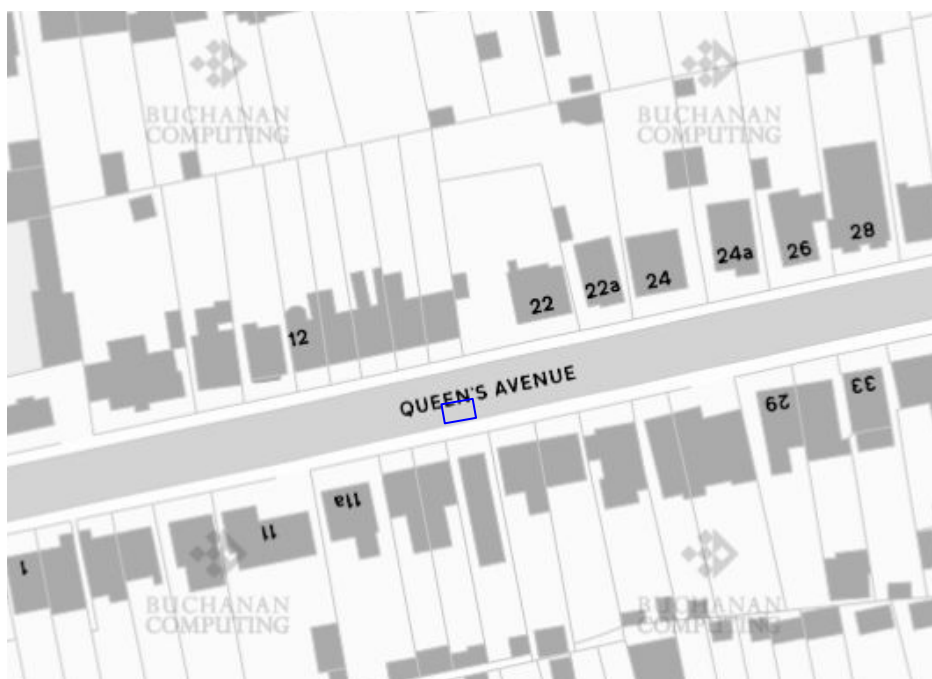 BUCHANAN
COMPUTING
BUCHANAN
COMPUTING
28
26
24a
24
22a
22
12
QUEEN'S AVENUE
33
29
11a
11
1
BUCHANAN
COMPUTING
BUCHANAN
COMPUTING